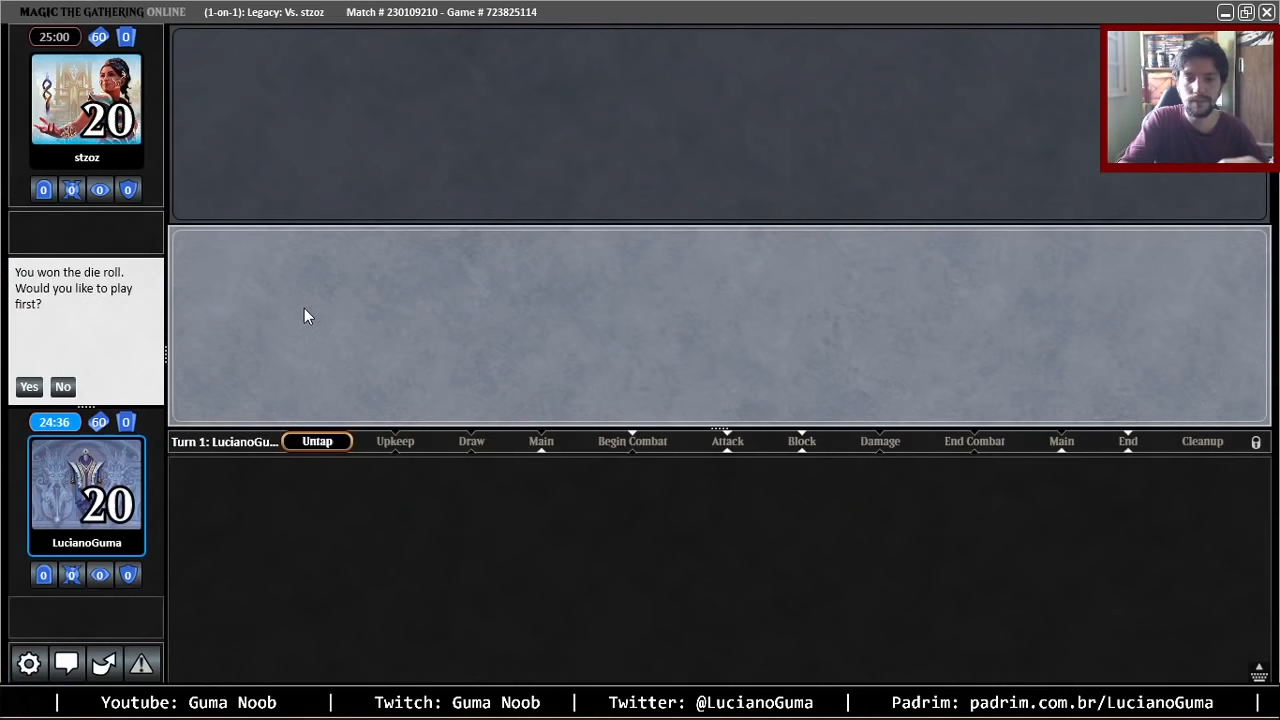 MAGIC THE GATHERING ONLINE (1-on-1): Legacy: Vs. stzoz Match # 230109210 - Game # 723825114
25:00 60 0
20
stzoz
0 0 0 0
You won the die roll.
Would you like to play
first?
Yes No
24:36 60 0
Turn 1: LucianoGu... Untap Upkeep Draw Main Begin Combat Attack Block Damage End Combat Main End Cleanup
20
LucianoGuma
0 0 0 0
| Youtube: Guma Noob | Twitch: Guma Noob | Twitter: @LucianoGuma | Padrim: padrim.com.br/LucianoGuma |